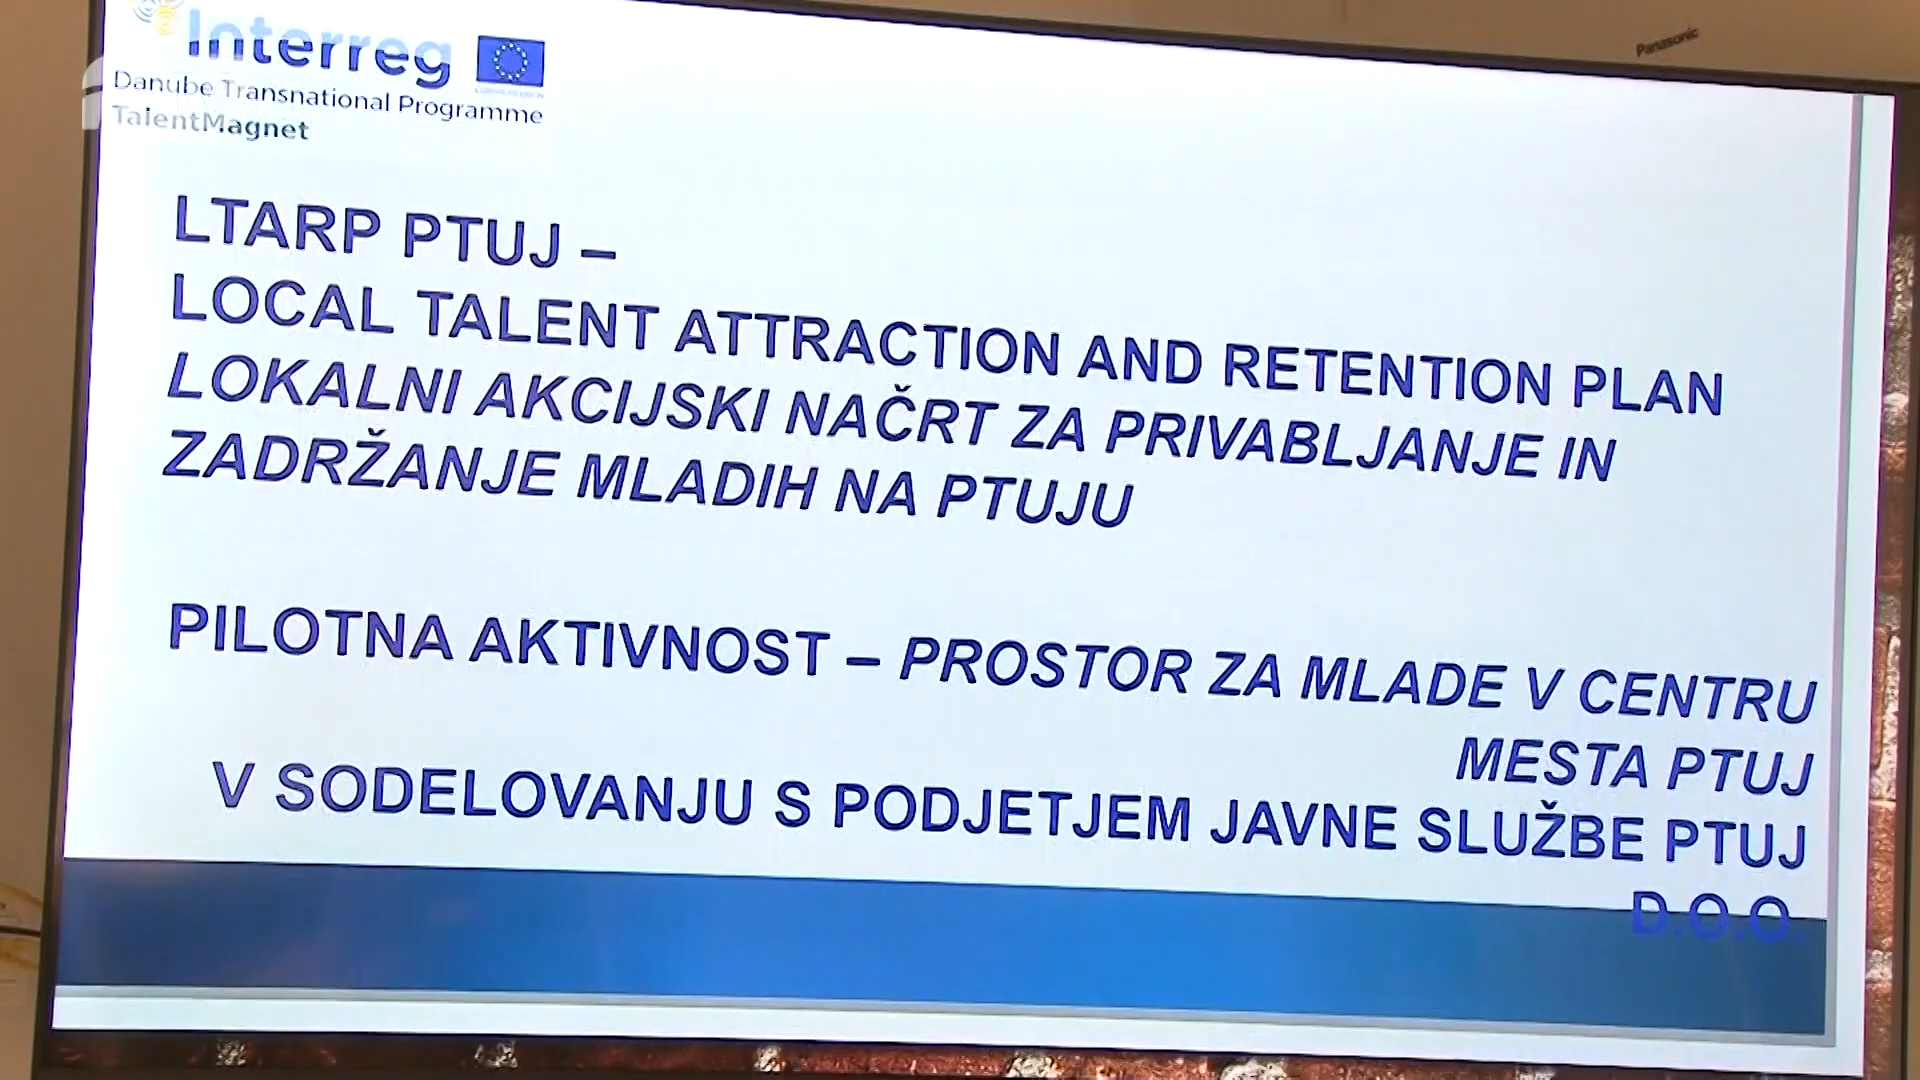 Interreg
Danube Transnational Programme
TalentMagnet
Panasonic
LTARP PTUJ –
LOCAL TALENT ATTRACTION AND RETENTION PLAN
LOKALNI AKCIJSKI NAČRT ZA PRIVABLJANJE IN
ZADRŽANJE MLADIH NA PTUJU
PILOTNA AKTIVNOST – PROSTOR ZA MLADE V CENTRU
MESTA PTUJ
V SODELOVANJU S PODJETJEM JAVNE SLUŽBE PTUJ
D.O.O.